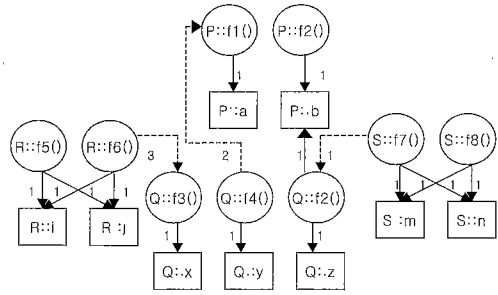 P::f1() P::f2()
1 1
P::a P::b
R::f5() R::f6() S::f7() S::f8()
3 2 1 1
1 1 1 1 1 1 1 1
Q::f3() Q::f4() Q::f2()
R::i R::j S::m S::n
1 1 1
Q::x Q::y Q::z